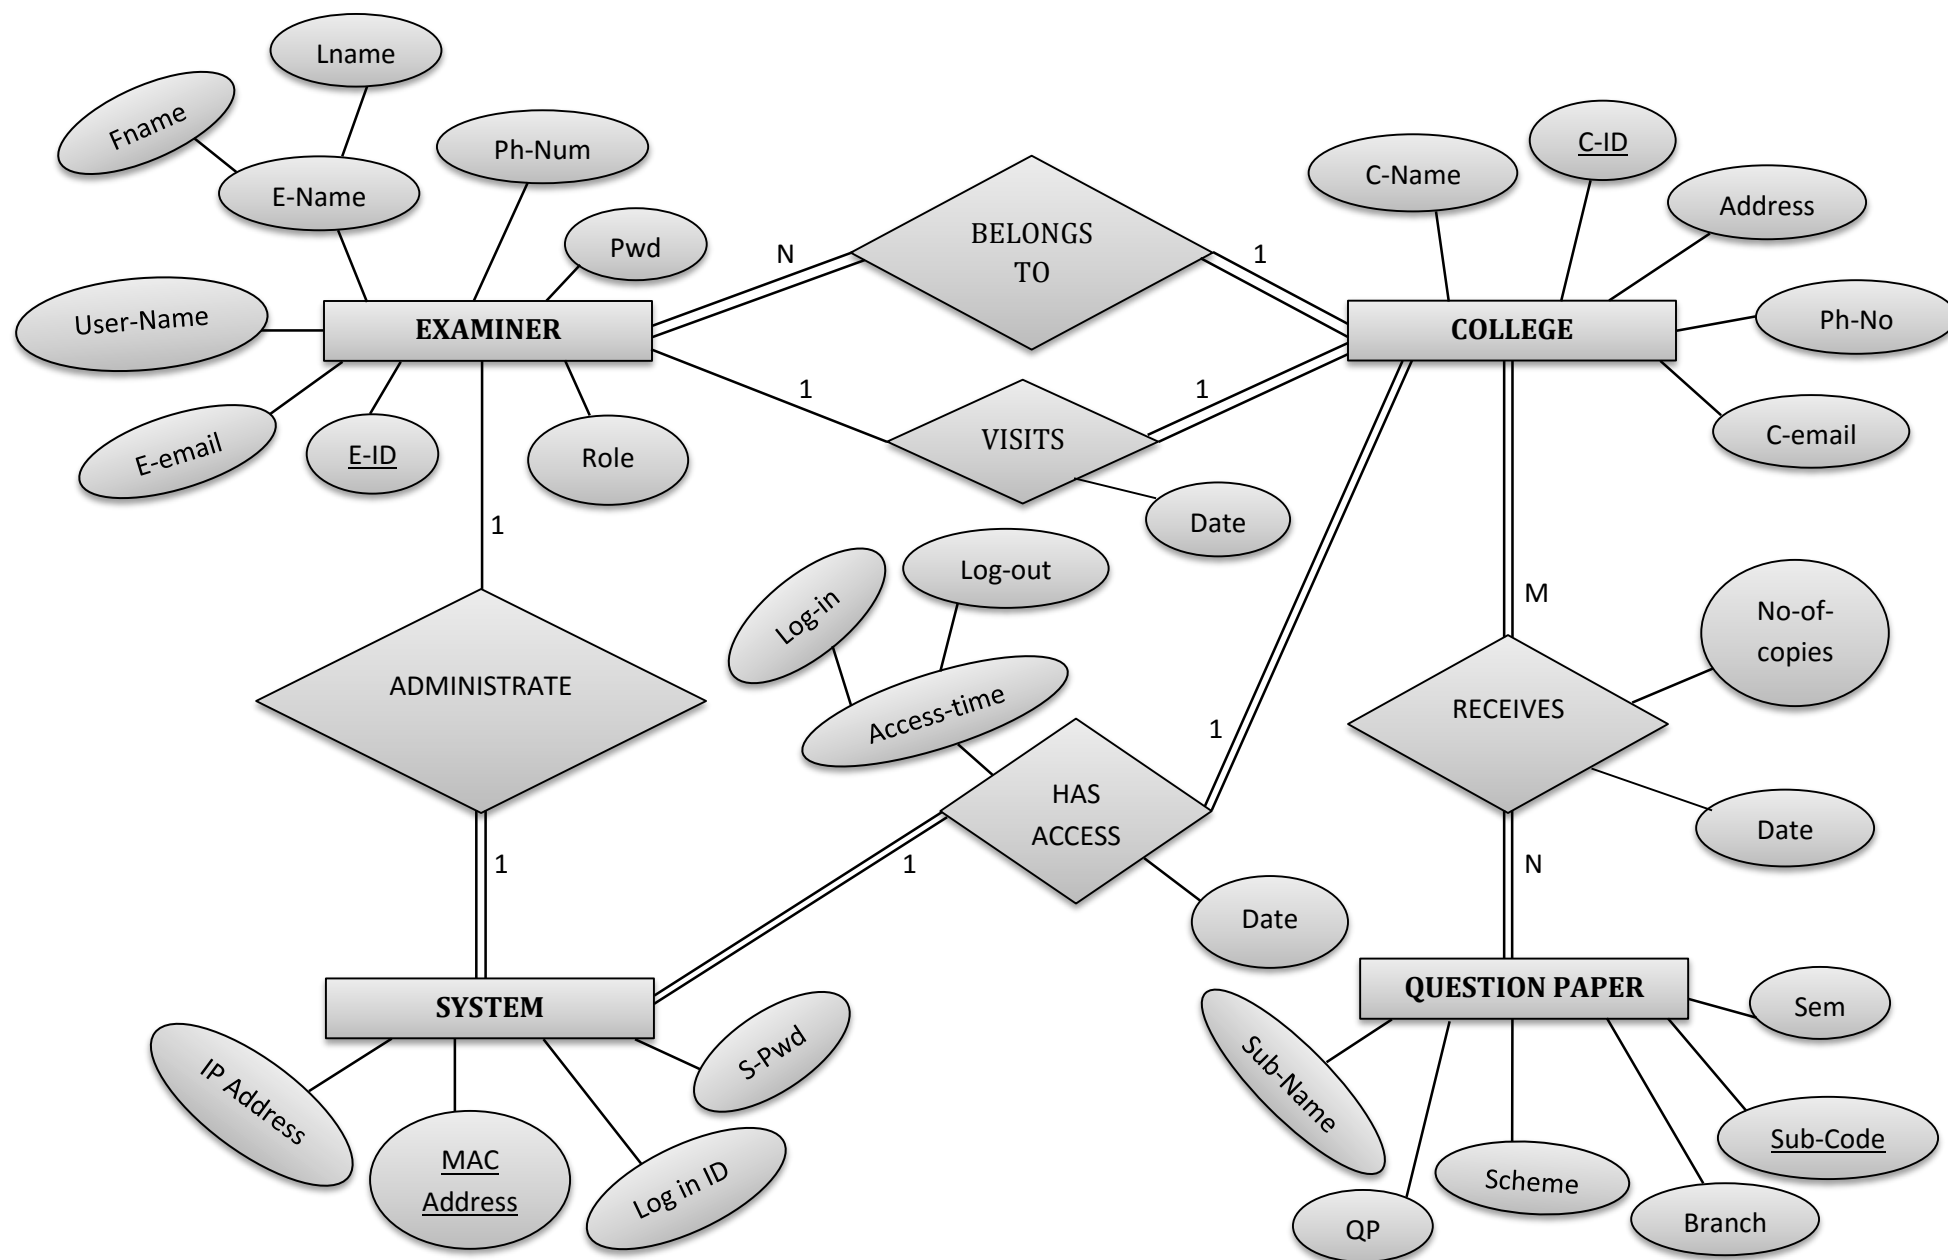 Lname
Fname
Ph-Num
E-Name
Pwd
User-Name
EXAMINER
E-email
E-ID
Role
N
BELONGS
TO
1
C-Name
C-ID
Address
COLLEGE
Ph-No
C-email
1
VISITS
1
Date
1
ADMINISTRATE
1
Log-in
Log-out
Access-time
HAS
ACCESS
1
1
Date
M
No-of-
copies
RECEIVES
Date
N
SYSTEM
IP Address
MAC
Address
Log in ID
S-Pwd
QUESTION PAPER
Sem
Sub-Name
Sub-Code
QP
Scheme
Branch